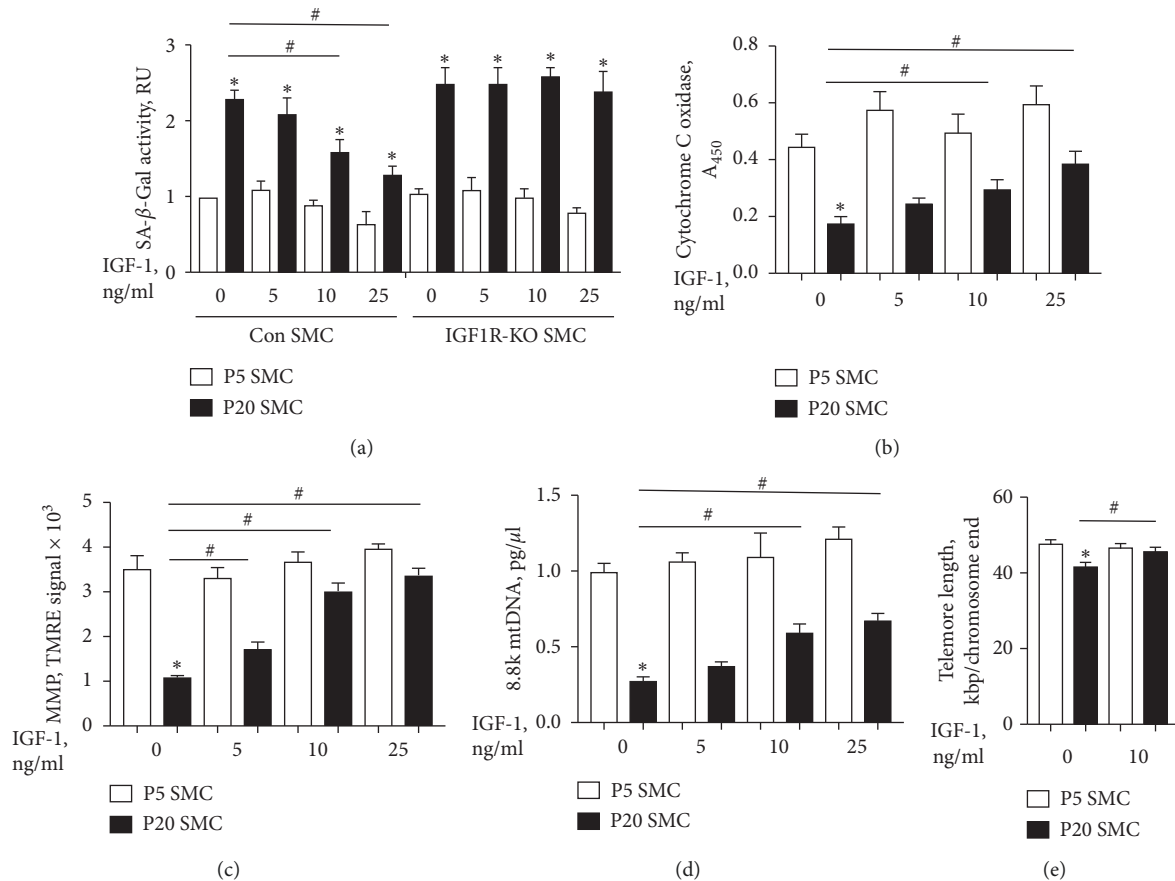 #
#
3
2
1
0
SA-β-Gal activity, RU
* * * * * * * *
IGF-1,
ng/ml
0 5 10 25 0 5 10 25
Con SMC IGF1R-KO SMC
P5 SMC
P20 SMC
(a)
#
#
0.8
0.6
0.4
0.2
0.0
Cytochrome C oxidase,
A450
*
IGF-1,
ng/ml
0 5 10 25
P5 SMC
P20 SMC
(b)
#
#
#
5
4
3
2
1
0
MMP, TMRE signal × 10³
*
IGF-1,
ng/ml
0 5 10 25
P5 SMC
P20 SMC
(c)
#
#
1.5
1.0
0.5
0.0
8.8k mtDNA, pg/μl
*
IGF-1,
ng/ml
0 5 10 25
P5 SMC
P20 SMC
(d)
#
60
40
20
0
Telemore length,
kbp/chromosome end
*
IGF-1,
ng/ml
0 10
P5 SMC
P20 SMC
(e)